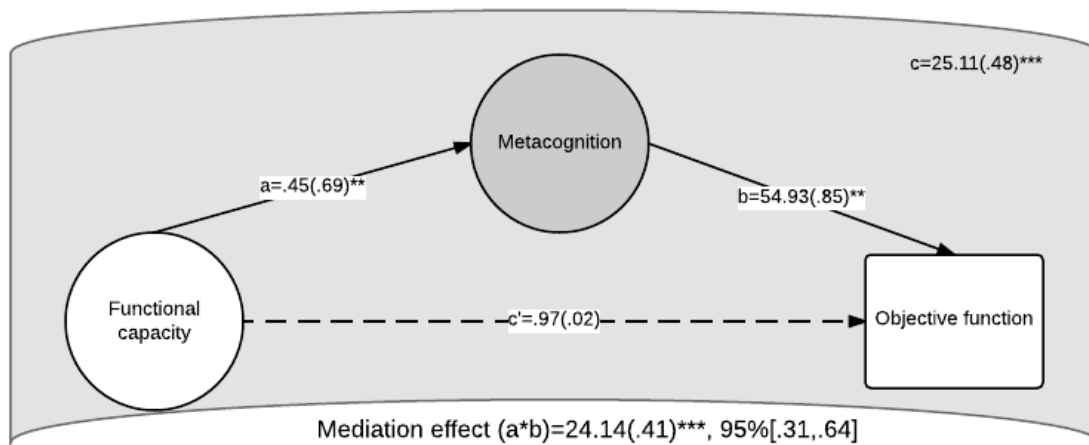 c=25.11(.48)***
Metacognition
a=.45(.69)**
b=54.93(.85)**
Functional
capacity
c'=.97(.02)
Objective function
Mediation effect (a*b)=24.14(.41)***, 95%[.31,.64]